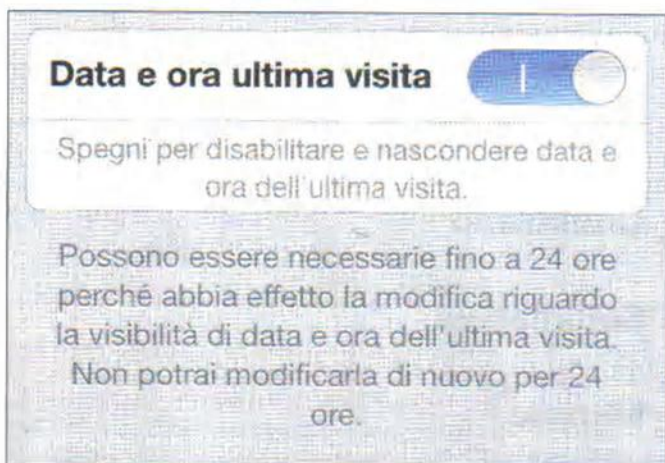 Data e ora ultima visita
Spegni per disabilitare e nascondere data e
ora dell'ultima visita.
Possono essere necessarie fino a 24 ore
perché abbia effetto la modifica riguardo
la visibilità di data e ora dell'ultima visita.
Non potrai modificarla di nuovo per 24
ore.